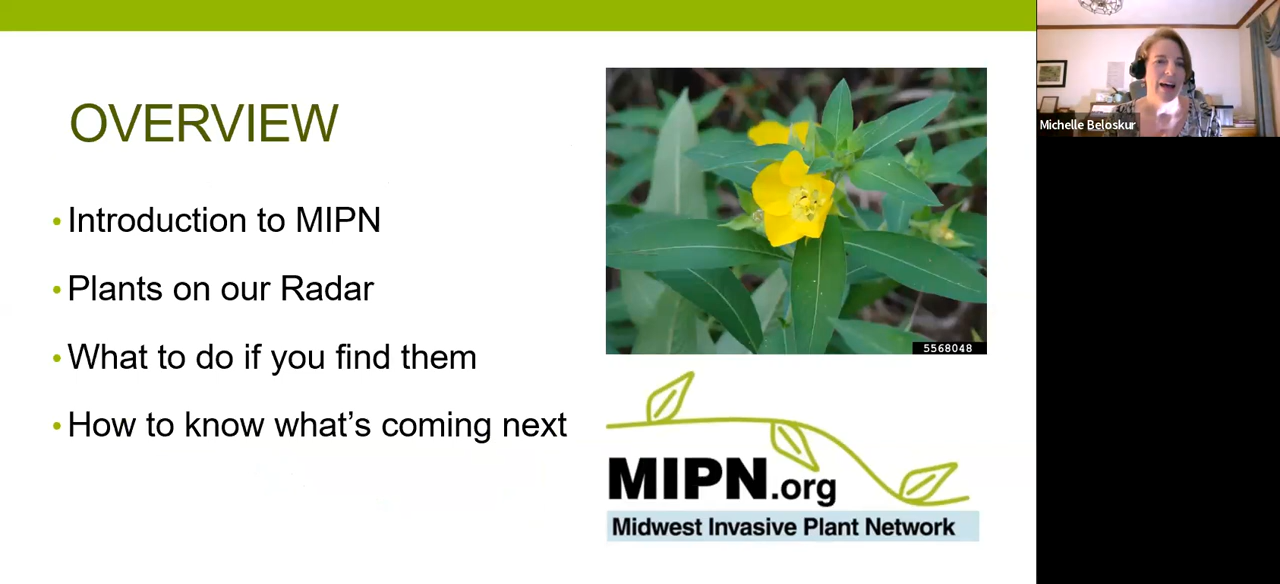 OVERVIEW
• Introduction to MIPN
• Plants on our Radar
• What to do if you find them
• How to know what's coming next
5568048
MIPN.org
Midwest Invasive Plant Network
Michelle Beloskur